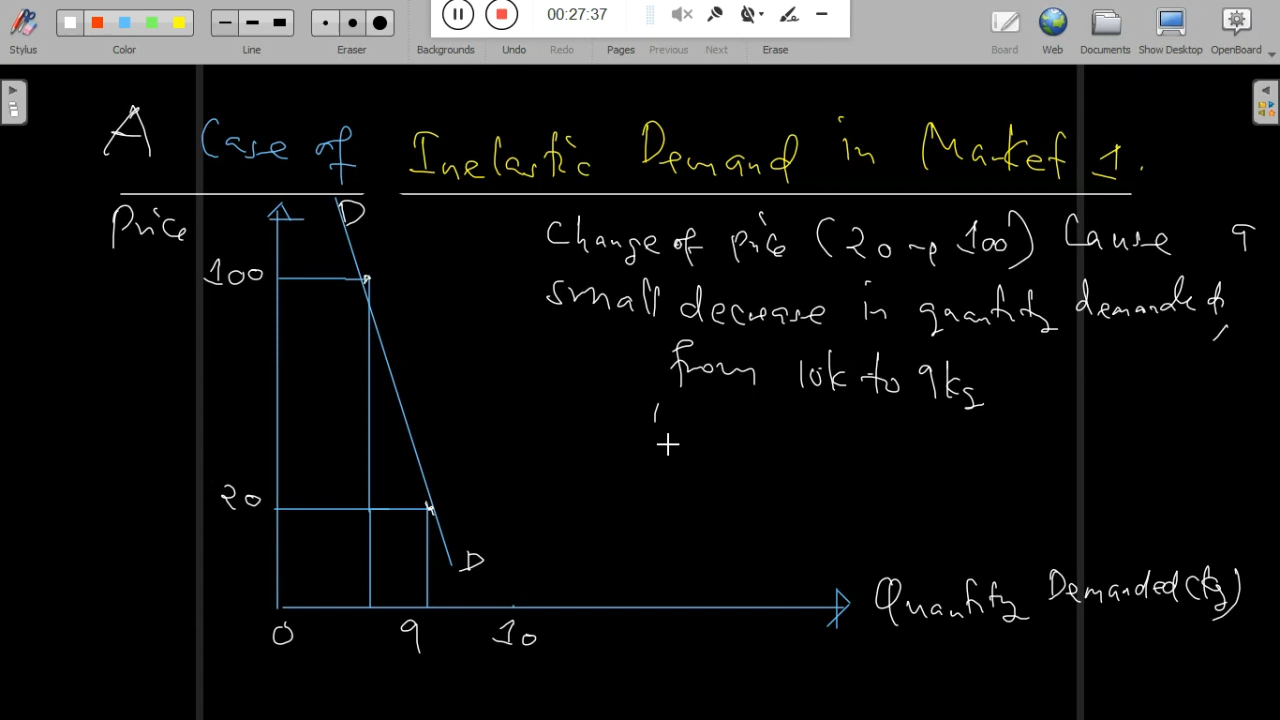 00:27:37
Stylus Color Line Eraser Backgrounds Undo Redo Pages Previous Next Erase Board Web Documents Show Desktop OpenBoard
A Case of Inelastic Demand in Market 1.
Price
D
Change of price (20 → 100) Cause
100
small decrease in quantity demanded,
from 10k to 9kg
20
D
Quantity Demanded (kg)
0 9 10